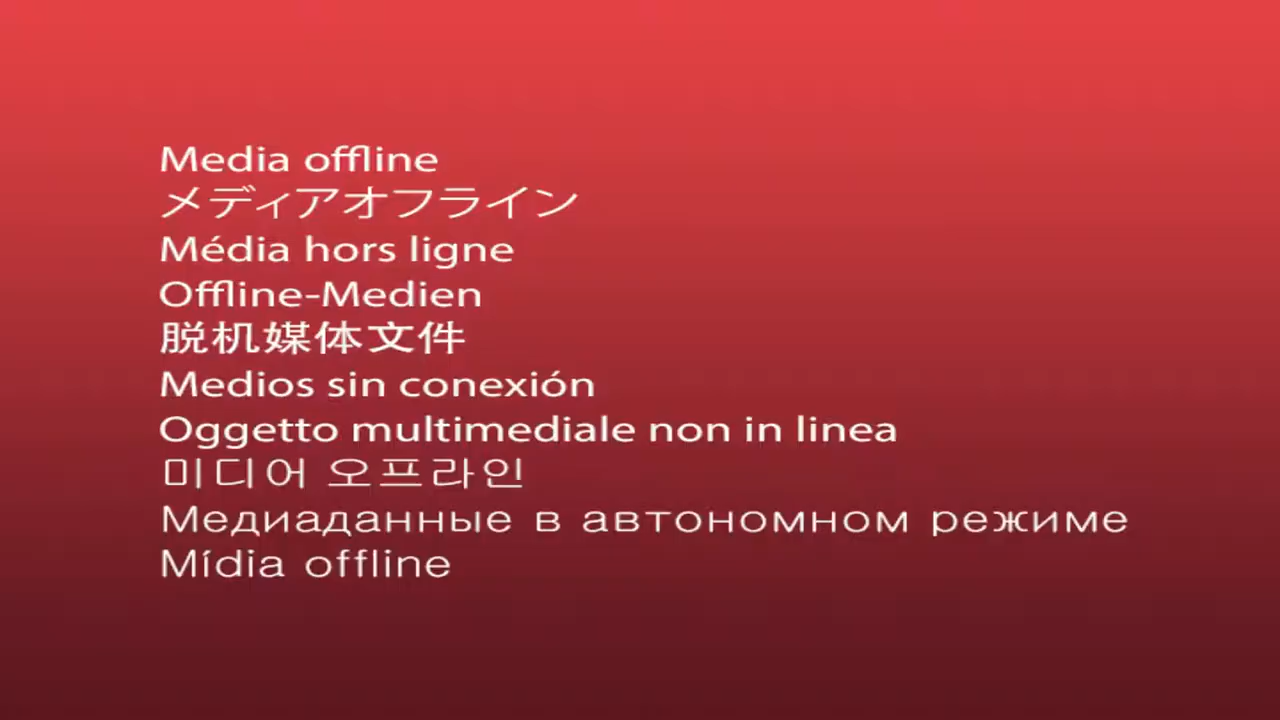 Media offline
メディアオフライン
Média hors ligne
Offline-Medien
脱机媒体文件
Medios sin conexión
Oggetto multimediale non in linea
미디어 오프라인
Медиаданные в автономном режиме
Mídia offline